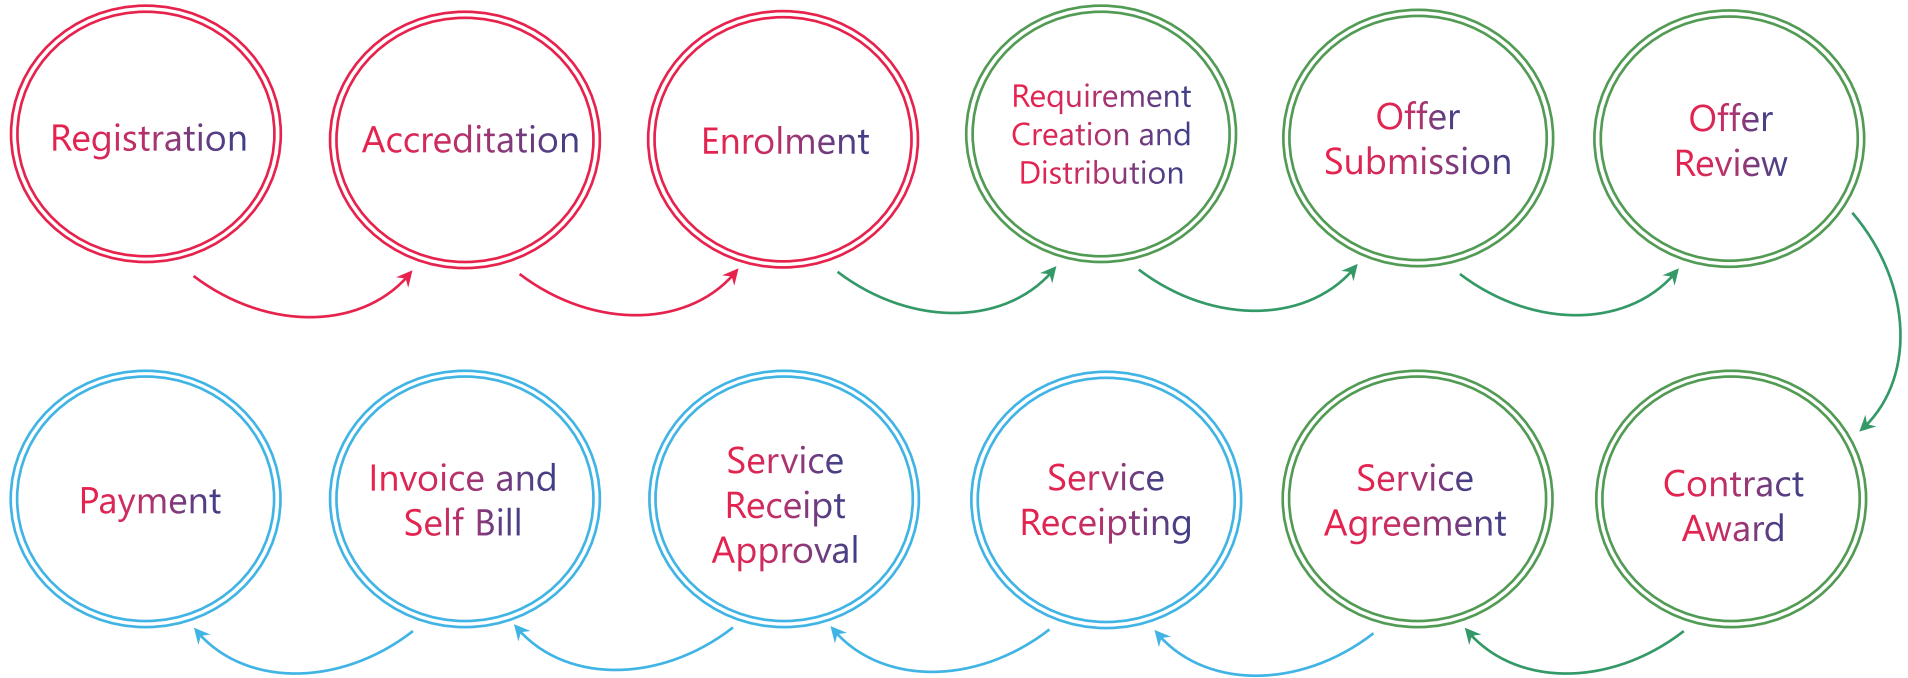 Registration
Accreditation
Enrolment
Requirement
Creation and
Distribution
Offer
Submission
Offer
Review
Contract
Award
Service
Agreement
Service
Receipting
Service
Receipt
Approval
Invoice and
Self Bill
Payment